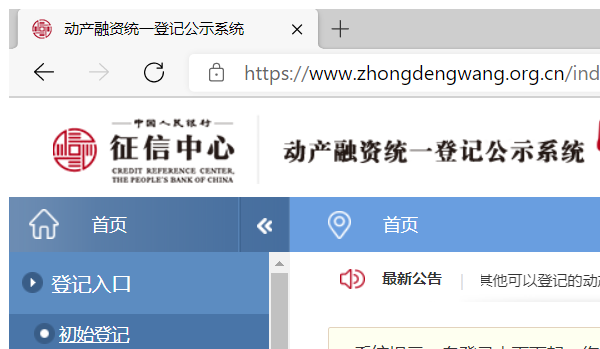 动产融资统一登记公示系统
https://www.zhongdengwang.org.cn/ind
中国人民银行
征信中心
CREDIT REFERENCE CENTER,
THE PEOPLE'S BANK OF CHINA
动产融资统一登记公示系统
首页
首页
登记入口
最新公告
其他可以登记的动
初始登记